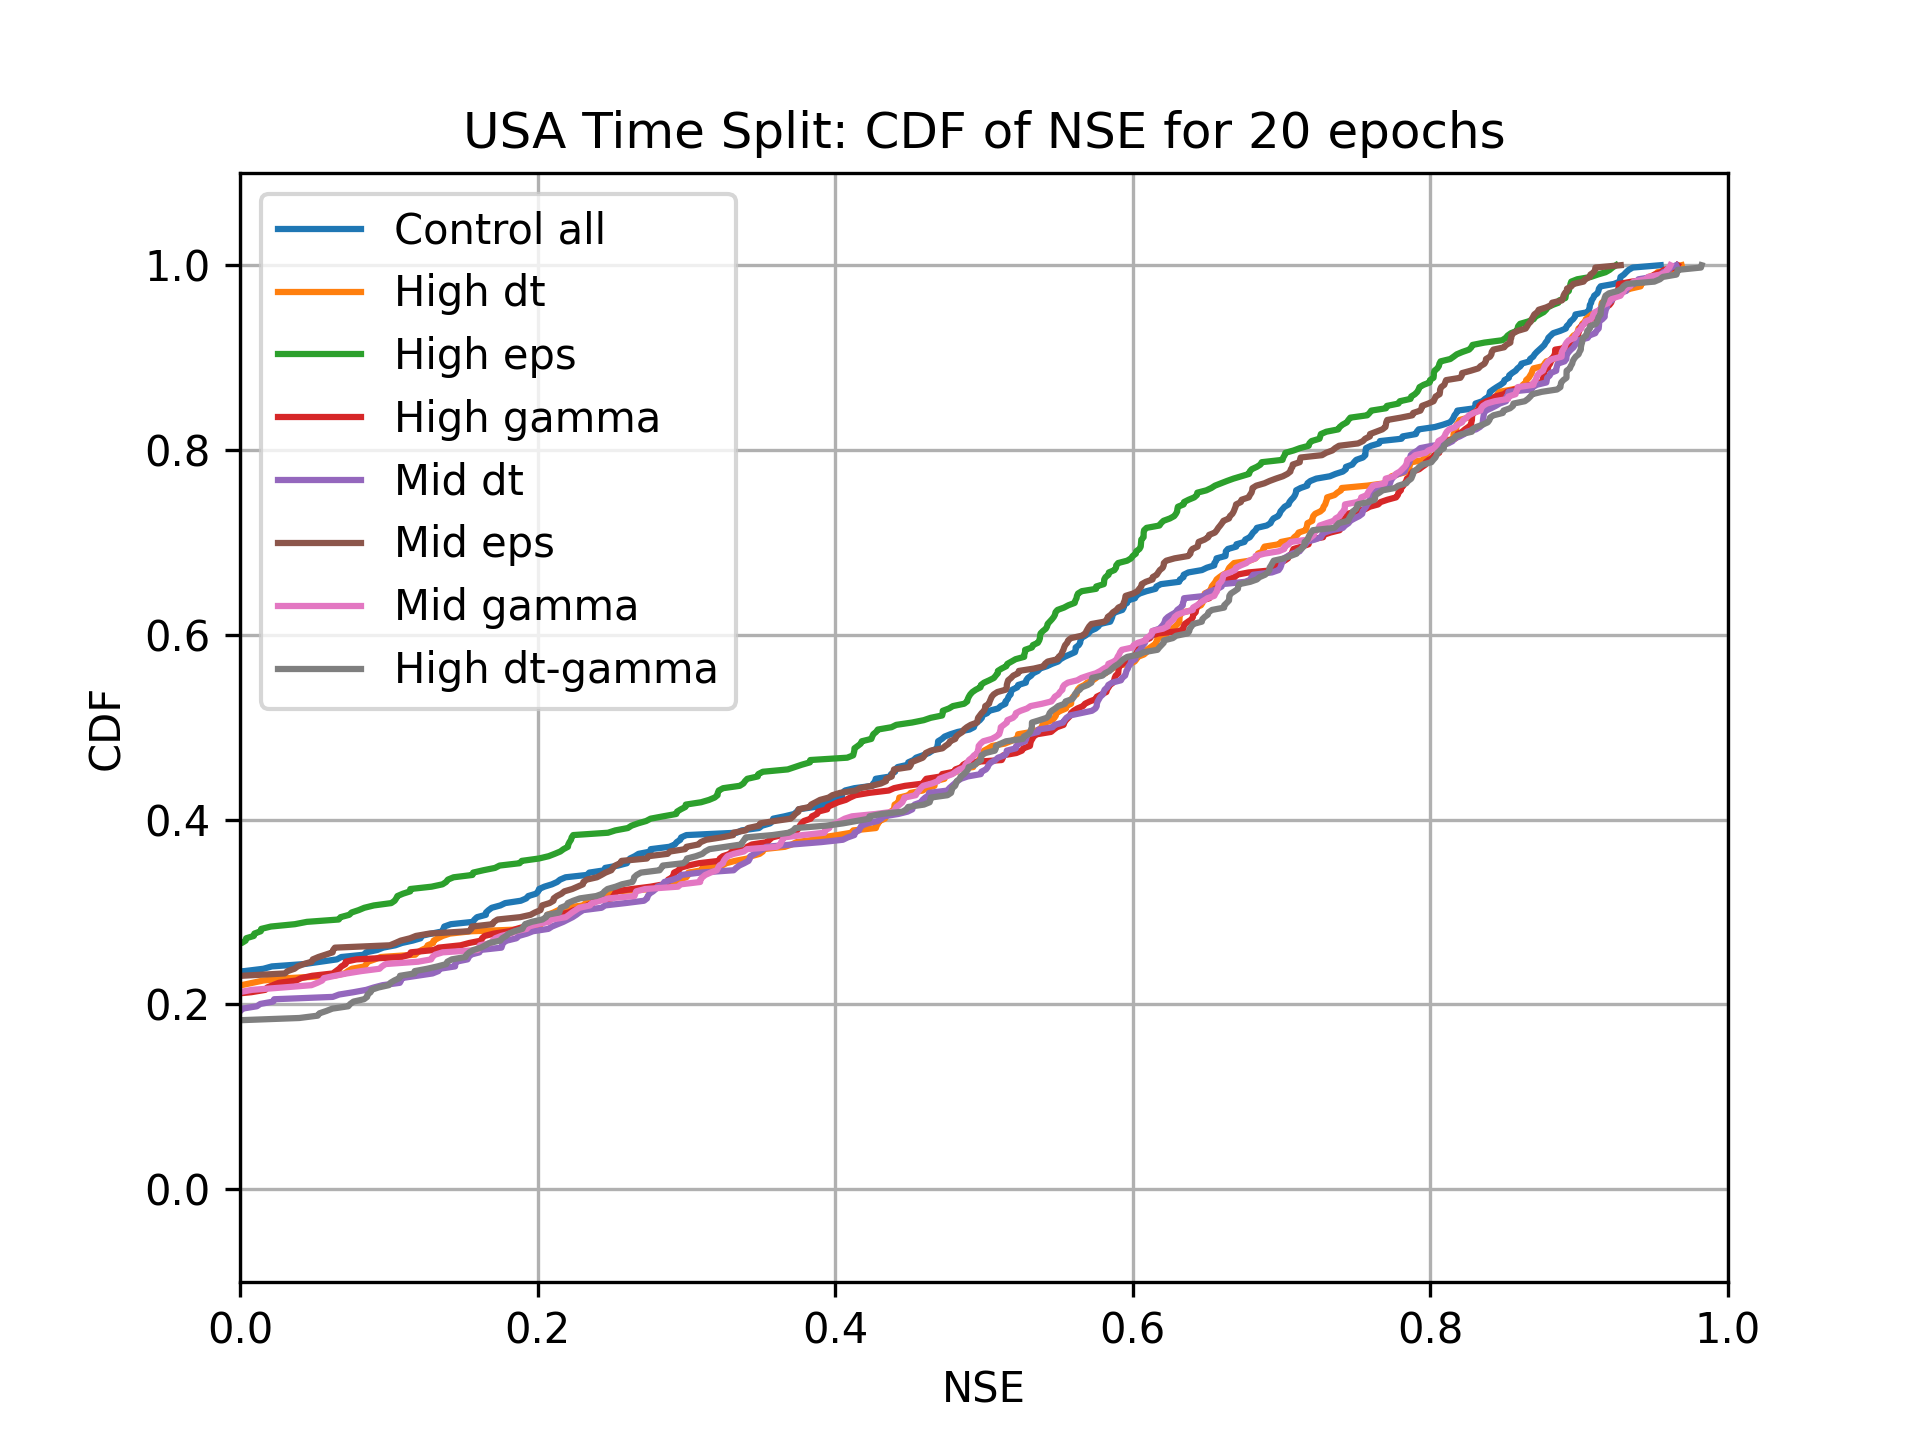 USA Time Split: CDF of NSE for 20 epochs
Control all
High dt
High eps
High gamma
Mid dt
Mid eps
Mid gamma
High dt-gamma
1.0
0.8
0.6
0.4
0.2
0.0
CDF
0.0 0.2 0.4 0.6 0.8 1.0
NSE